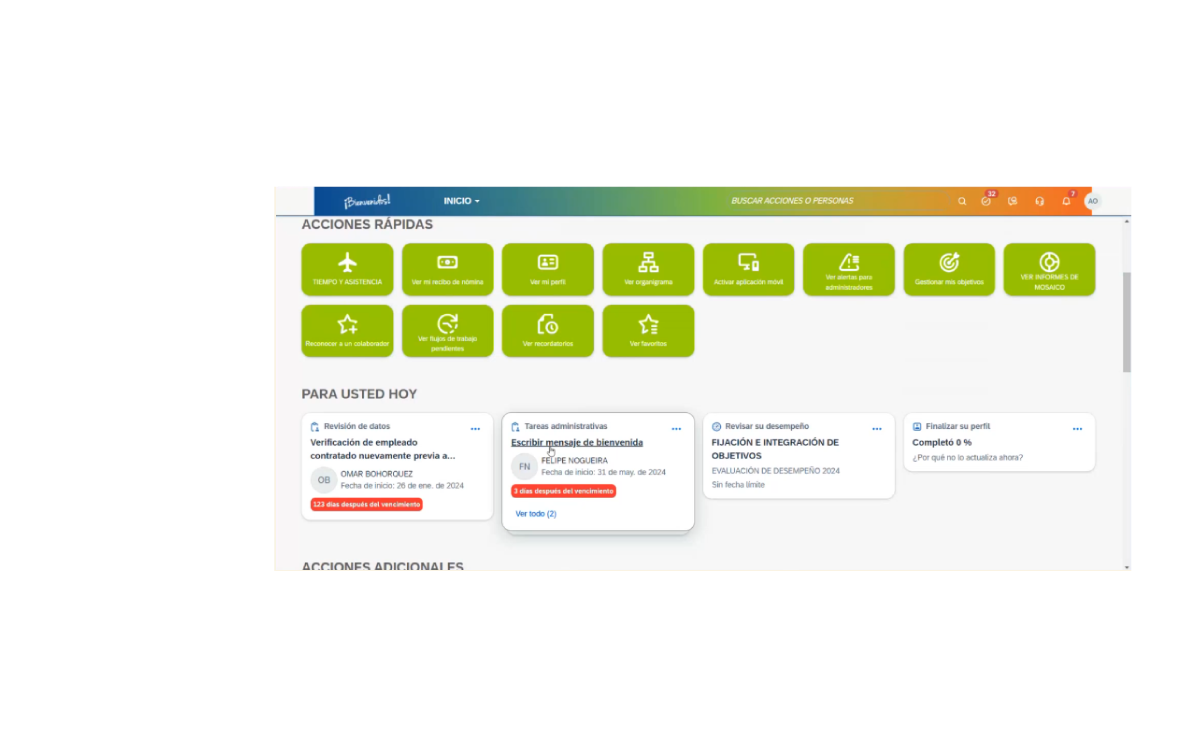 ¡Bienvenidos!
INICIO
BUSCAR ACCIONES O PERSONAS
32
7
AO
ACCIONES RÁPIDAS
TIEMPO Y ASISTENCIA
Ver mi recibo de nómina
Ver mi perfil
Ver organigrama
Activar aplicación móvil
Ver alertas para
administradores
Gestionar mis objetivos
VER INFORMES DE
MOSAICO
Reconocer a un colaborador
Ver flujos de trabajo
pendientes
Ver recordatorios
Ver favoritos
PARA USTED HOY
Revisión de datos
Verificación de empleado
contratado nuevamente previa a...
OB
OMAR BOHORQUEZ
Fecha de inicio: 26 de ene. de 2024
123 días después del vencimiento
Tareas administrativas
Escribir mensaje de bienvenida
FN
FELIPE NOGUEIRA
Fecha de inicio: 31 de may. de 2024
3 días después del vencimiento
Ver todo (2)
Revisar su desempeño
FIJACIÓN E INTEGRACIÓN DE
OBJETIVOS
EVALUACIÓN DE DESEMPEÑO 2024
Sin fecha límite
Finalizar su perfil
Completó 0 %
¿Por qué no lo actualiza ahora?
ACCIONES ADICIONALES